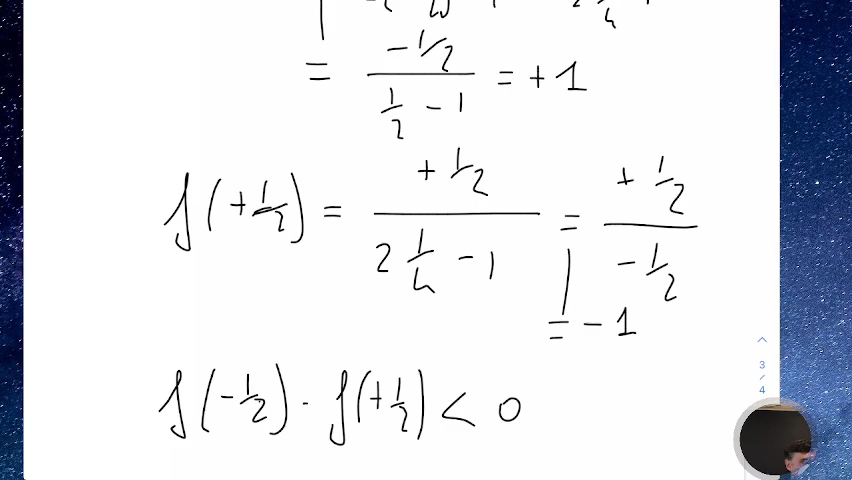 = (-1/2)/(1/2 - 1) = + 1
f(+1/2) = (+ 1/2)/(2 1/4 - 1) = (+ 1/2)/(- 1/2)
= - 1
f(-1/2) · f(+1/2) < 0
3
/
4